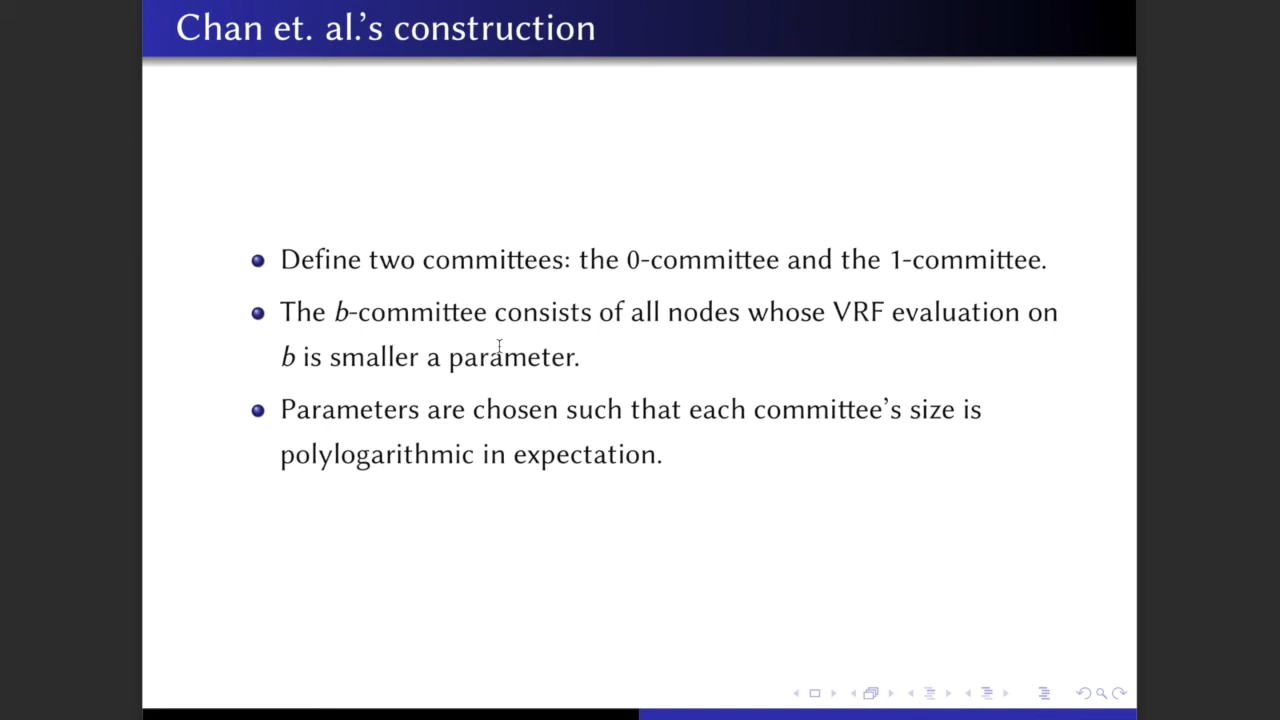 Chan et. al.'s construction
Define two committees: the 0-committee and the 1-committee.
The b-committee consists of all nodes whose VRF evaluation on
b is smaller a parameter.
Parameters are chosen such that each committee's size is
polylogarithmic in expectation.